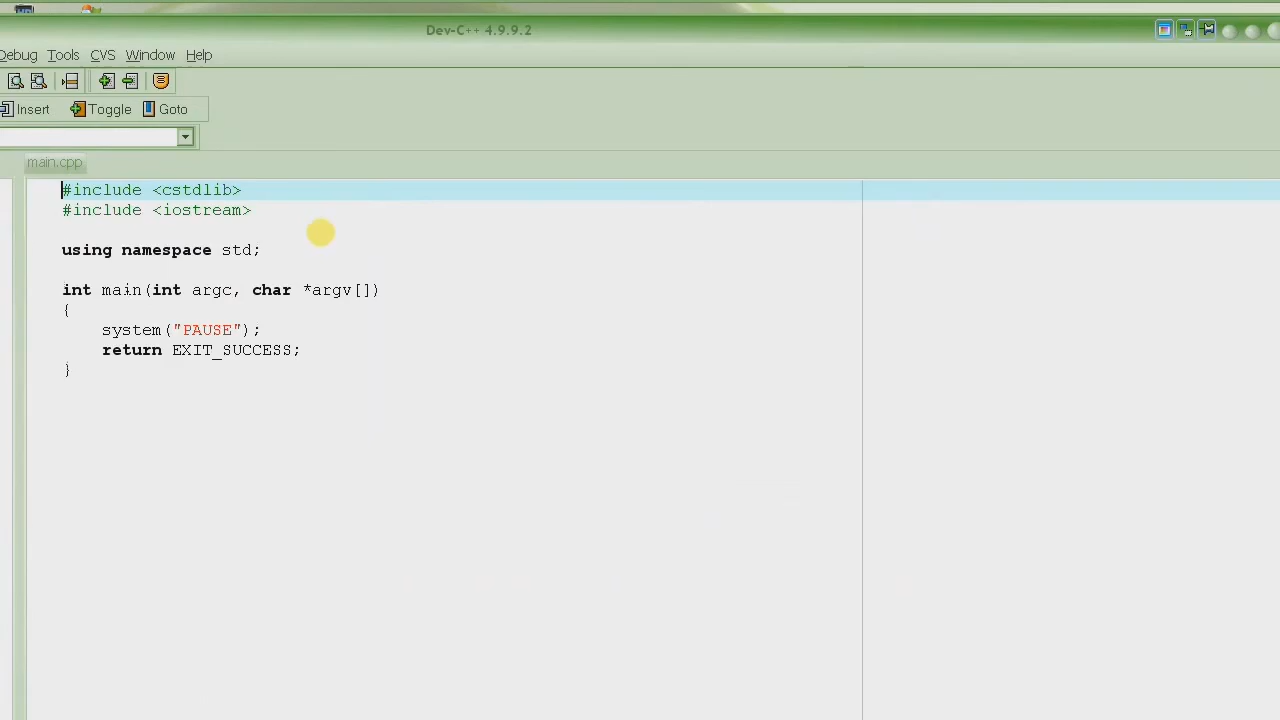 Dev-C++ 4.9.9.2
Debug Tools CVS Window Help
Insert Toggle Goto
main.cpp
#include <cstdlib>
#include <iostream>
using namespace std;
int main(int argc, char *argv[])
{
    system("PAUSE");
    return EXIT_SUCCESS;
}